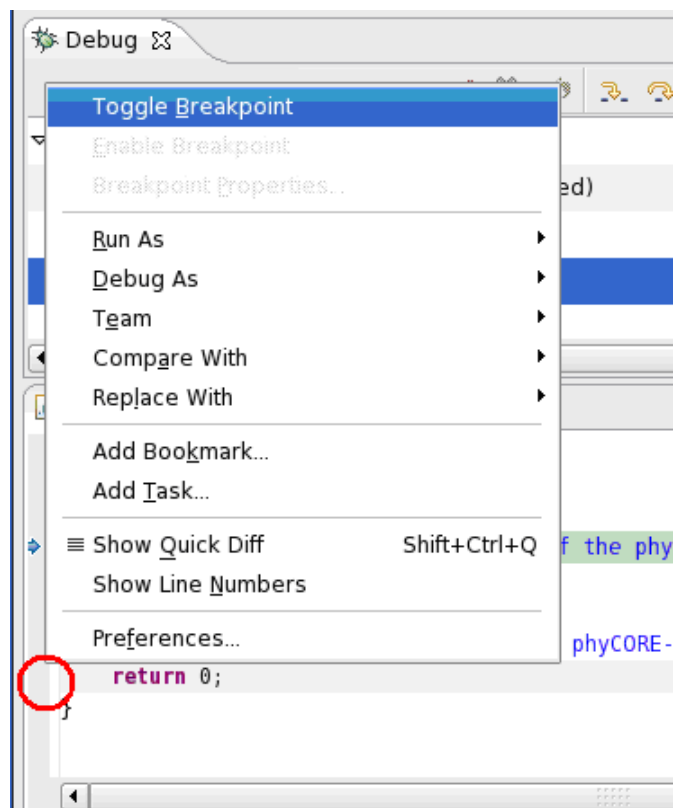 Debug
Toggle Breakpoint
Enable Breakpoint
Breakpoint Properties..
ed)
Run As
Debug As
Team
Compare With
Replace With
Add Bookmark...
Add Task...
Show Quick Diff Shift+Ctrl+Q
f the phy
Show Line Numbers
Preferences...
phyCORE-
return 0;
}